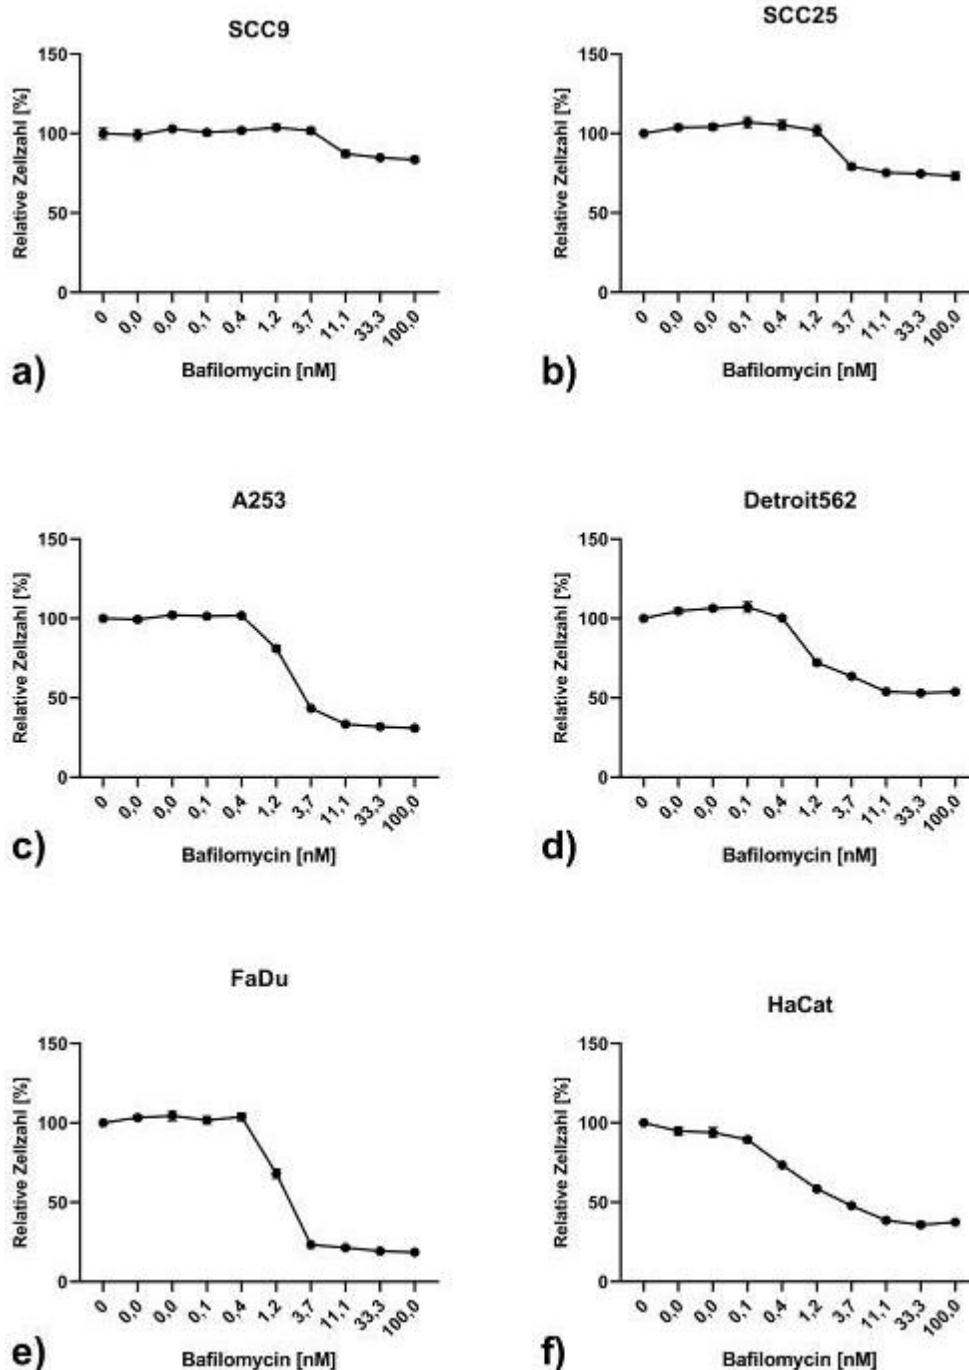 SCC9
Relative Zellzahl [%]
150
100
50
0
0 0,0 0,0 0,1 0,4 1,2 3,7 11,1 33,3 100,0
Bafilomycin [nM]
a)
SCC25
Relative Zellzahl [%]
150
100
50
0
0 0,0 0,0 0,1 0,4 1,2 3,7 11,1 33,3 100,0
Bafilomycin [nM]
b)
A253
Relative Zellzahl [%]
150
100
50
0
0 0,0 0,0 0,1 0,4 1,2 3,7 11,1 33,3 100,0
Bafilomycin [nM]
c)
Detroit562
Relative Zellzahl [%]
150
100
50
0
0 0,0 0,0 0,1 0,4 1,2 3,7 11,1 33,3 100,0
Bafilomycin [nM]
d)
FaDu
Relative Zellzahl [%]
150
100
50
0
0 0,0 0,0 0,1 0,4 1,2 3,7 11,1 33,3 100,0
Bafilomycin [nM]
e)
HaCat
Relative Zellzahl [%]
150
100
50
0
0 0,0 0,0 0,1 0,4 1,2 3,7 11,1 33,3 100,0
Bafilomycin [nM]
f)